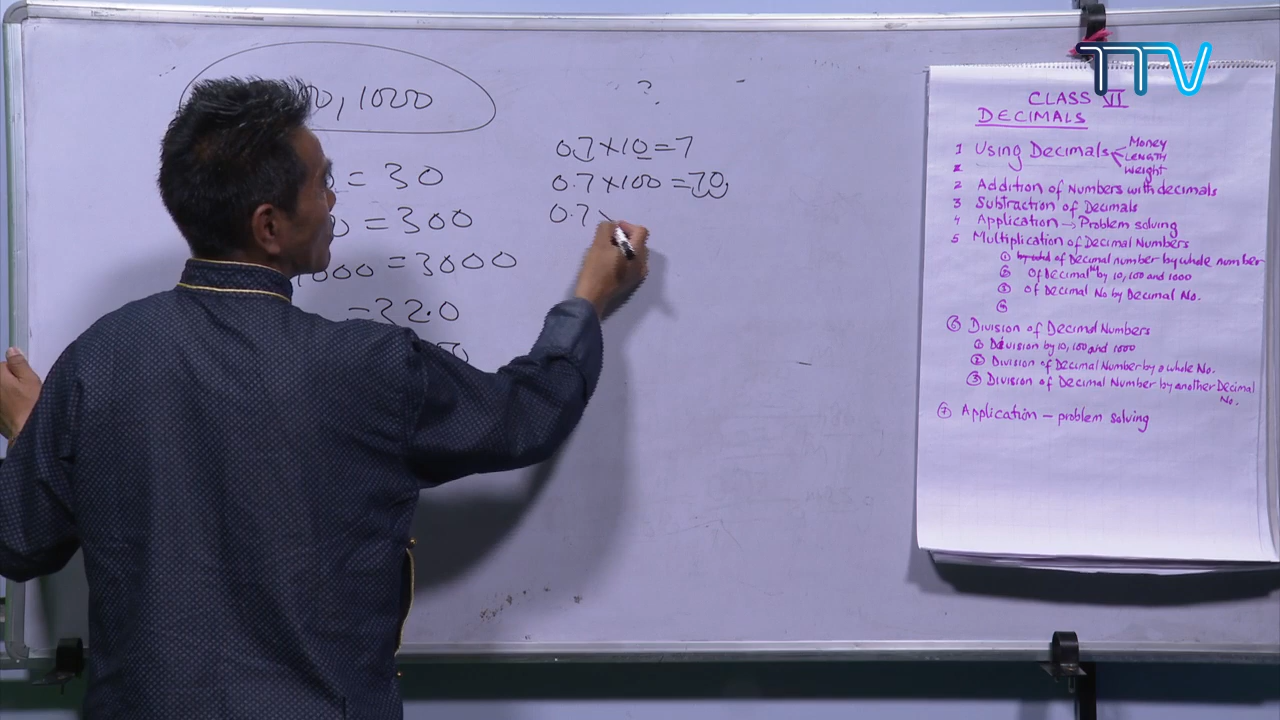 1000
= 30
= 300
1000 = 3000
= 22.0
?
0.7 × 10 = 7
0.7 × 100 = 70,
0.7
TTV
CLASS VI
DECIMALS
1 Using Decimals Money
Length
Weight
2 Addition of Numbers with decimals
3 Subtraction of Decimals
4 Application → Problem solving
5 Multiplication of Decimal Numbers
① of Decimal number by whole number
② of Decimal by 10, 100 and 1000
③ of Decimal No by Decimal No.
④
⑥ Division of Decimal Numbers
① Division by 10, 100 and 1000
② Division of Decimal Number by a whole No.
③ Division of Decimal Number by another Decimal
No.
⑦ Application – problem solving